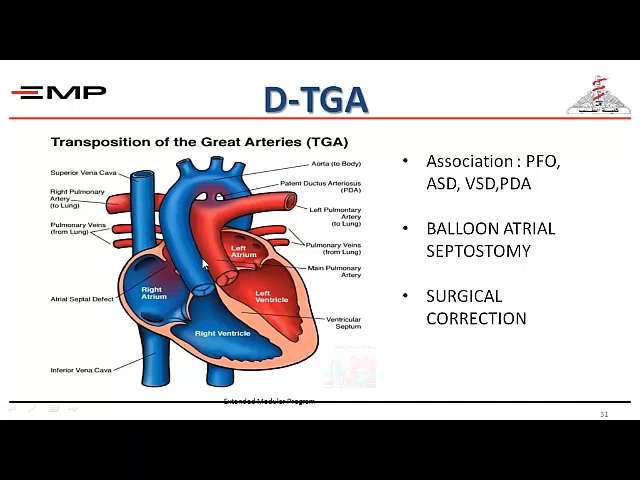 EMP
D-TGA
كلية الطب
Transposition of the Great Arteries (TGA)
Superior Vena Cava
Right Pulmonary
Artery
(to Lung)
Pulmonary Veins
(from Lung)
Atrial Septal Defect
Inferior Vena Cava
Aorta (to Body)
Patent Ductus Arteriosus
(PDA)
Left Pulmonary
Artery
(to Lung)
Pulmonary Veins
(from Lung)
Main Pulmonary
Artery
Ventricular
Septum
Left
Atrium
Right
Atrium
Left
Ventricle
Right Ventricle
• Association : PFO,
ASD, VSD,PDA
• BALLOON ATRIAL
SEPTOSTOMY
• SURGICAL
CORRECTION
Extended Modular Program
31